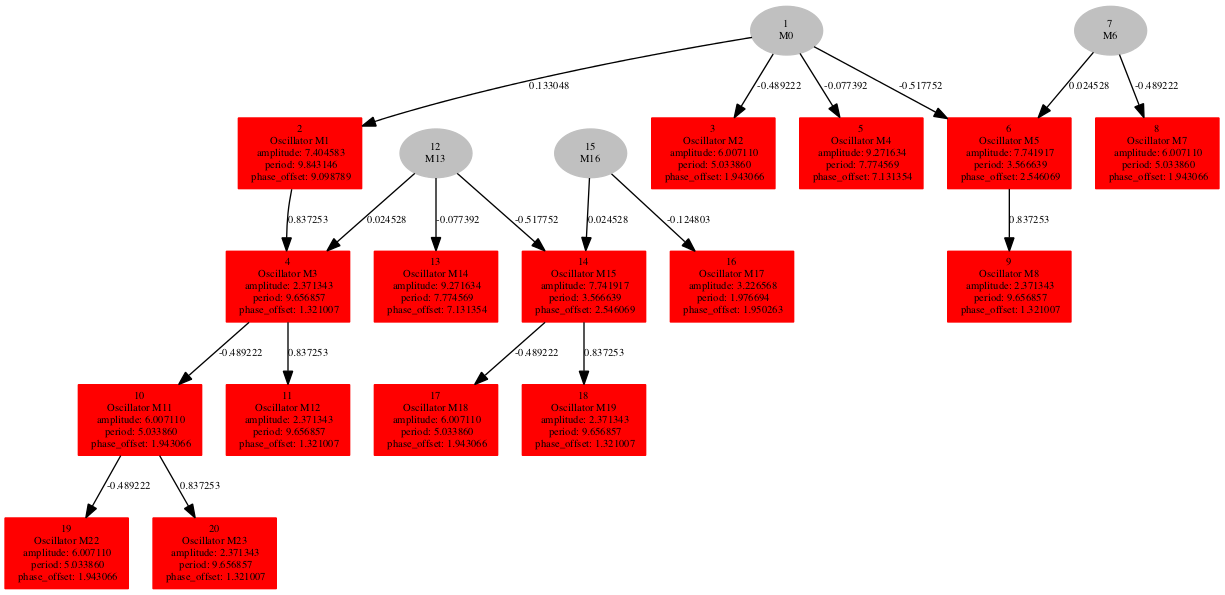 1
M0
7
M6
0.133048
-0.489222
-0.077392
-0.517752
0.024528
-0.489222
2
Oscillator M1
amplitude: 7.404583
period: 9.843146
phase_offset: 9.098789
12
M13
15
M16
3
Oscillator M2
amplitude: 6.007110
period: 5.033860
phase_offset: 1.943066
5
Oscillator M4
amplitude: 9.271634
period: 7.774569
phase_offset: 7.131354
6
Oscillator M5
amplitude: 7.741917
period: 3.566639
phase_offset: 2.546069
8
Oscillator M7
amplitude: 6.007110
period: 5.033860
phase_offset: 1.943066
0.837253
0.024528
-0.077392
-0.517752
0.024528
-0.124803
0.837253
4
Oscillator M3
amplitude: 2.371343
period: 9.656857
phase_offset: 1.321007
13
Oscillator M14
amplitude: 9.271634
period: 7.774569
phase_offset: 7.131354
14
Oscillator M15
amplitude: 7.741917
period: 3.566639
phase_offset: 2.546069
16
Oscillator M17
amplitude: 3.226568
period: 1.976694
phase_offset: 1.950263
9
Oscillator M8
amplitude: 2.371343
period: 9.656857
phase_offset: 1.321007
-0.489222
0.837253
-0.489222
0.837253
10
Oscillator M11
amplitude: 6.007110
period: 5.033860
phase_offset: 1.943066
11
Oscillator M12
amplitude: 2.371343
period: 9.656857
phase_offset: 1.321007
17
Oscillator M18
amplitude: 6.007110
period: 5.033860
phase_offset: 1.943066
18
Oscillator M19
amplitude: 2.371343
period: 9.656857
phase_offset: 1.321007
-0.489222
0.837253
19
Oscillator M22
amplitude: 6.007110
period: 5.033860
phase_offset: 1.943066
20
Oscillator M23
amplitude: 2.371343
period: 9.656857
phase_offset: 1.321007